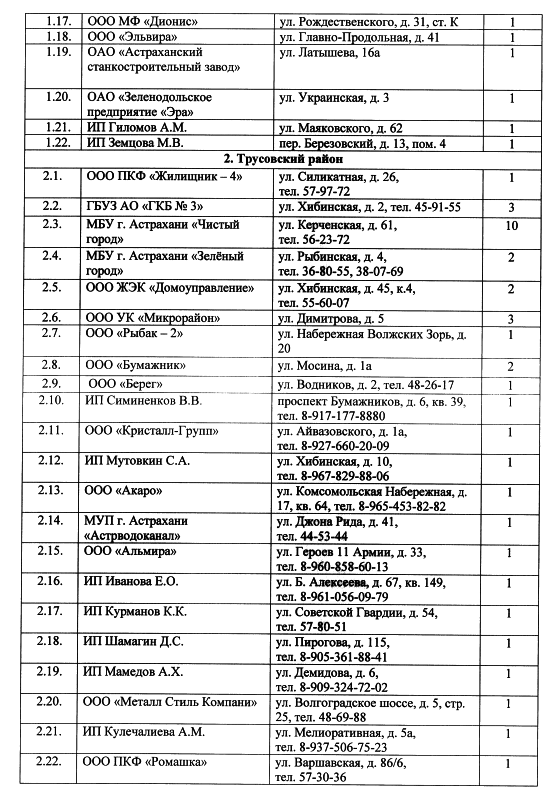 1.17. ООО МФ «Дионис» ул. Рождественского, д. 31, ст. К 1
1.18. ООО «Эльвира» ул. Главно-Продольная, д. 41 1
1.19. ОАО «Астраханский ул. Латышева, 16а 1
станкостроительный завод»
1.20. ОАО «Зеленодольское ул. Украинская, д. 3 1
предприятие «Эра»
1.21. ИП Гиломов А.М. ул. Маяковского, д. 62 1
1.22. ИП Земцова М.В. пер. Березовский, д. 13, пом. 4 1
2. Трусовский район
2.1. ООО ПКФ «Жилищник – 4» ул. Силикатная, д. 26, 1
тел. 57-97-72
2.2. ГБУЗ АО «ГКБ № 3» ул. Хибинская, д. 2, тел. 45-91-55 3
2.3. МБУ г. Астрахани «Чистый ул. Керченская, д. 61, 10
город» тел. 56-23-72
2.4. МБУ г. Астрахани «Зелёный ул. Рыбинская, д. 4, 2
город» тел. 36-80-55, 38-07-69
2.5. ООО ЖЭК «Домоуправление» ул. Хибинская, д. 45, к.4, 2
тел. 55-60-07
2.6. ООО УК «Микрорайон» ул. Димитрова, д. 5 3
2.7. ООО «Рыбак – 2» ул. Набережная Волжских Зорь, д. 1
20
2.8. ООО «Бумажник» ул. Мосина, д. 1а 2
2.9. ООО «Берег» ул. Водников, д. 2, тел. 48-26-17 1
2.10. ИП Симиненков В.В. проспект Бумажников, д. 6, кв. 39, 1
тел. 8-917-177-8880
2.11. ООО «Кристалл-Групп» ул. Айвазовского, д. 1а, 1
тел. 8-927-660-20-09
2.12. ИП Мутовкин С.А. ул. Хибинская, д. 10, 1
тел. 8-967-829-88-06
2.13. ООО «Акаро» ул. Комсомольская Набережная, д. 1
17, кв. 64, тел. 8-965-453-82-82
2.14. МУП г. Астрахани ул. Джона Рида, д. 41, 1
«Астрводоканал» тел. 44-53-44
2.15. ООО «Альмира» ул. Героев 11 Армии, д. 33, 1
тел. 8-960-858-60-13
2.16. ИП Иванова Е.О. ул. Б. Алексеева, д. 67, кв. 149, 1
тел. 8-961-056-09-79
2.17. ИП Курманов К.К. ул. Советской Гвардии, д. 54, 1
тел. 57-80-51
2.18. ИП Шамагин Д.С. ул. Пирогова, д. 115, 1
тел. 8-905-361-88-41
2.19. ИП Мамедов А.Х. ул. Демидова, д. 6, 1
тел. 8-909-324-72-02
2.20. ООО «Металл Стиль Компани» ул. Волгоградское шоссе, д. 5, стр. 1
25, тел. 48-69-88
2.21. ИП Кулечалиева А.М. ул. Мелиоративная, д. 5а, 1
тел. 8-937-506-75-23
2.22. ООО ПКФ «Ромашка» ул. Варшавская, д. 86/6, 1
тел. 57-30-36